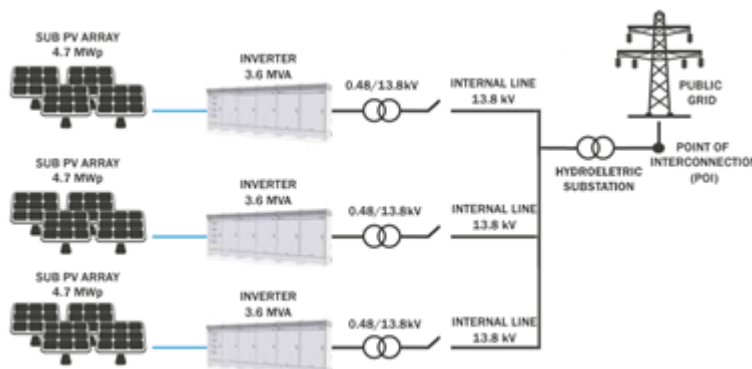 SUB PV ARRAY
4.7 MWp
INVERTER
3.6 MVA
0.48/13.8kV
INTERNAL LINE
13.8 kV
PUBLIC
GRID
SUB PV ARRAY
4.7 MWp
INVERTER
3.6 MVA
0.48/13.8kV
INTERNAL LINE
13.8 kV
HYDROELETRIC
SUBSTATION
POINT OF
INTERCONNECTION
(POI)
SUB PV ARRAY
4.7 MWp
INVERTER
3.6 MVA
0.48/13.8kV
INTERNAL LINE
13.8 kV